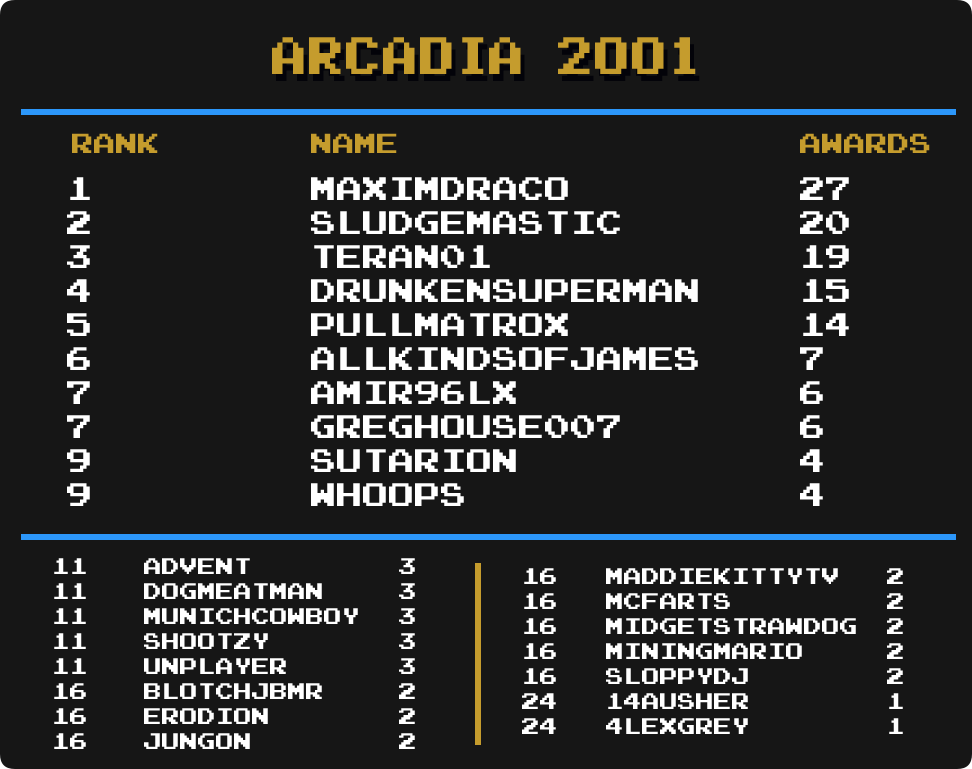 ARCADIA 2001
RANK NAME AWARDS
1 MAXIMDRACO 27
2 SLUDGEMASTIC 20
3 TERAN01 19
4 DRUNKENSUPERMAN 15
5 PULLMATROX 14
6 ALLKINDSOFJAMES 7
7 AMIR96LX 6
7 GREGHOUSE007 6
9 SUTARION 4
9 WHOOPS 4
11 ADVENT 3
11 DOGMEATMAN 3
11 MUNICHCOWBOY 3
11 SHOOTZY 3
11 UNPLAYER 3
16 BLOTCHJBMR 2
16 ERODION 2
16 JUNGON 2
16 MADDIEKITTYTV 2
16 MCFARTS 2
16 MIDGETSTRAWDOG 2
16 MININGMARIO 2
16 SLOPPYDJ 2
24 14AUSHER 1
24 4LEXGREY 1